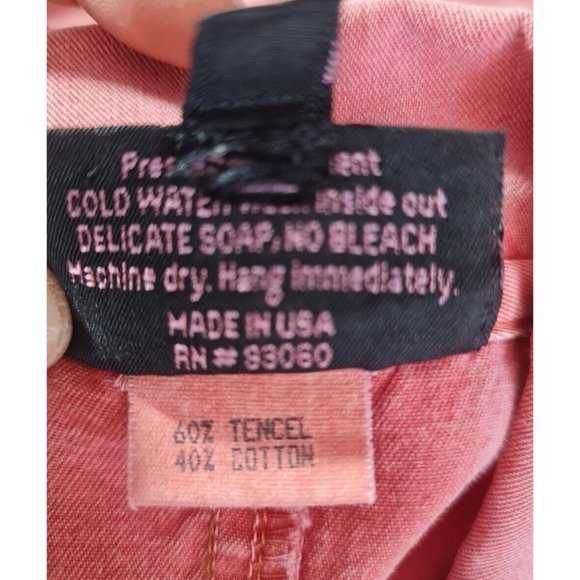 COLD WATER inside out
DELICATE SOAP. NO BLEACH
Machine dry. Hang immediately.
MADE IN USA
RN # 93060
60% TENCEL
40% COTTON